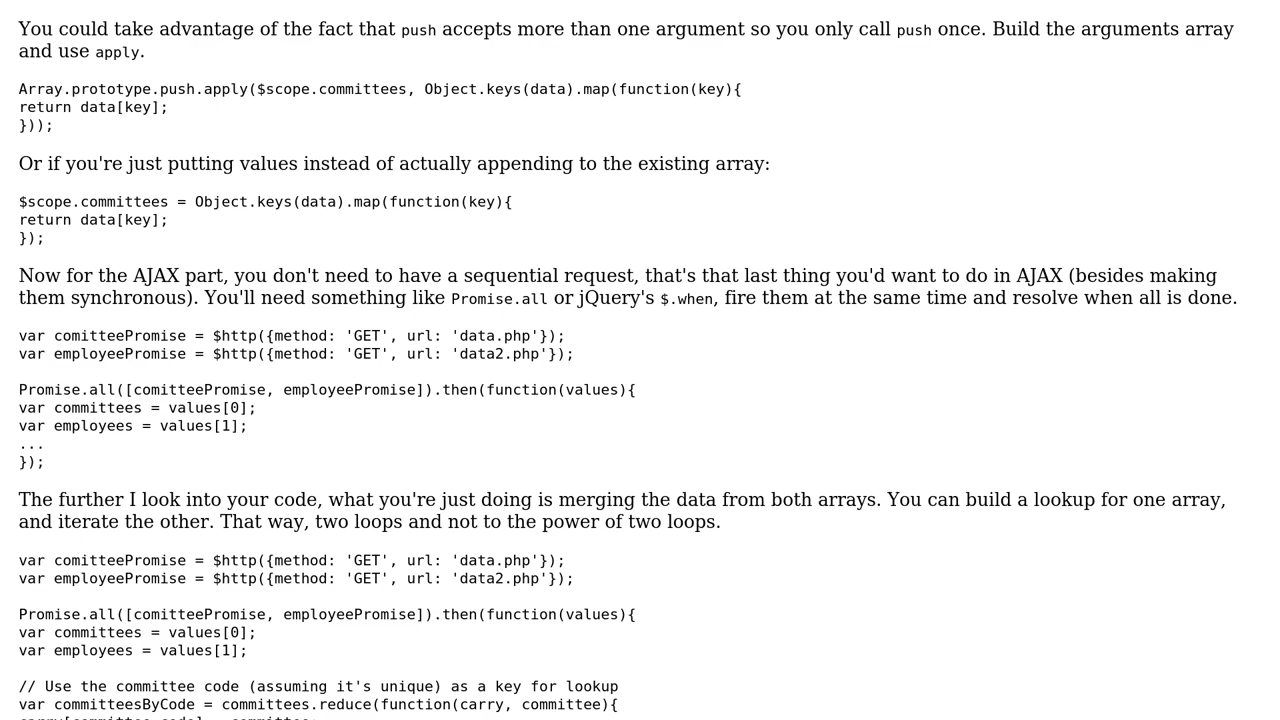 You could take advantage of the fact that push accepts more than one argument so you only call push once. Build the arguments array
and use apply.
Array.prototype.push.apply($scope.committees, Object.keys(data).map(function(key){
return data[key];
}));
Or if you're just putting values instead of actually appending to the existing array:
$scope.committees = Object.keys(data).map(function(key){
return data[key];
});
Now for the AJAX part, you don't need to have a sequential request, that's that last thing you'd want to do in AJAX (besides making
them synchronous). You'll need something like Promise.all or jQuery's $.when, fire them at the same time and resolve when all is done.
var comitteePromise = $http({method: 'GET', url: 'data.php'});
var employeePromise = $http({method: 'GET', url: 'data2.php'});
Promise.all([comitteePromise, employeePromise]).then(function(values){
var committees = values[0];
var employees = values[1];
...
});
The further I look into your code, what you're just doing is merging the data from both arrays. You can build a lookup for one array,
and iterate the other. That way, two loops and not to the power of two loops.
var comitteePromise = $http({method: 'GET', url: 'data.php'});
var employeePromise = $http({method: 'GET', url: 'data2.php'});
Promise.all([comitteePromise, employeePromise]).then(function(values){
var committees = values[0];
var employees = values[1];
// Use the committee code (assuming it's unique) as a key for lookup
var committeesByCode = committees.reduce(function(carry, committee){